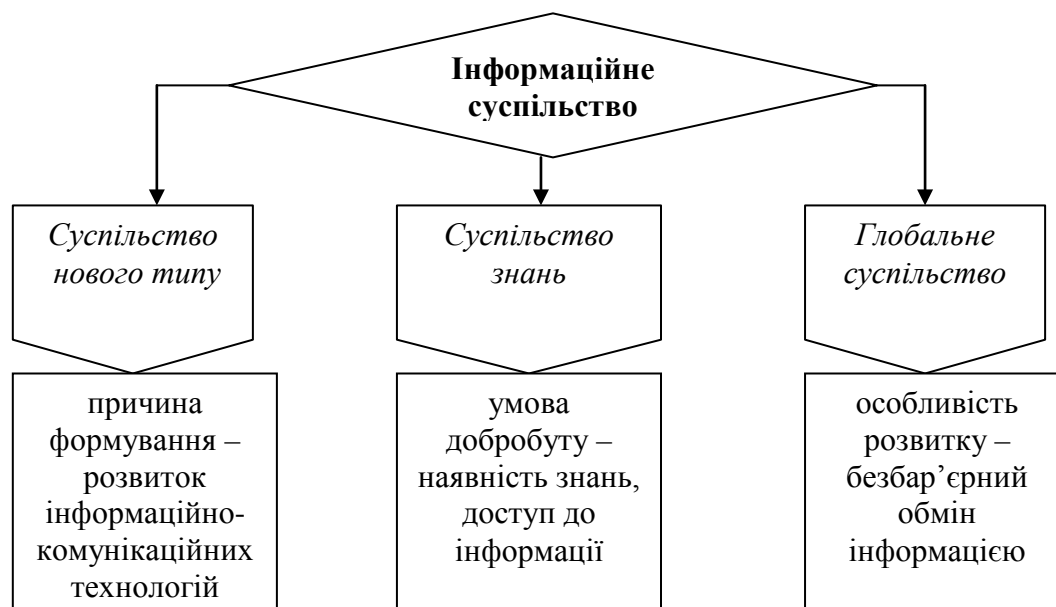 Інформаційне
суспільство
Суспільство
нового типу
Суспільство
знань
Глобальне
суспільство
причина
формування –
розвиток
інформаційно-
комунікаційних
технологій
умова
добробуту –
наявність знань,
доступ до
інформації
особливість
розвитку –
безбар’єрний
обмін
інформацією